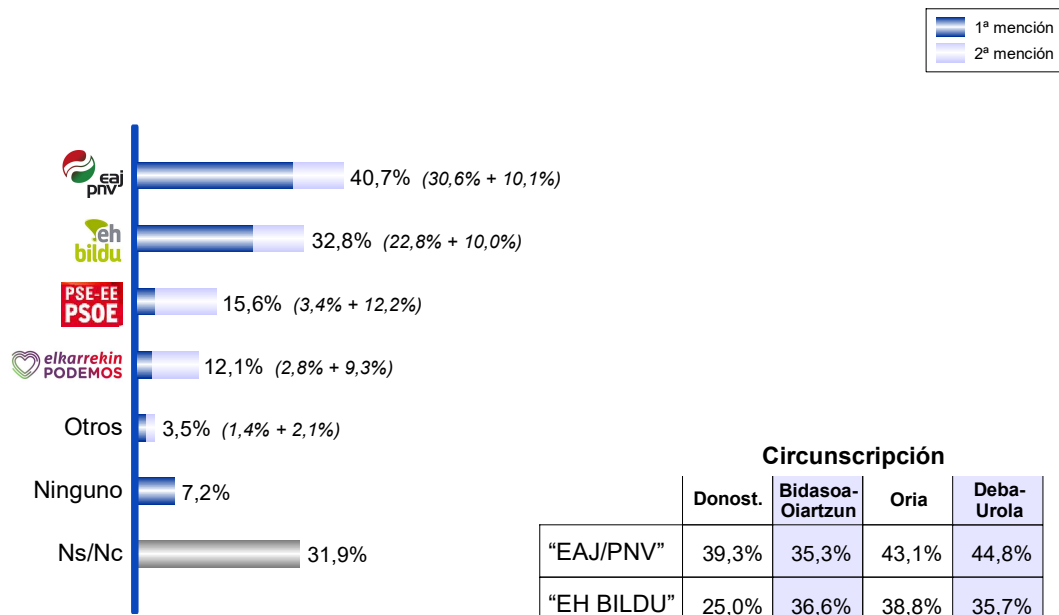 1ª mención
2ª mención
eaj
pnv
40,7% (30,6% + 10,1%)
eh
bildu
32,8% (22,8% + 10,0%)
PSE-EE
PSOE
15,6% (3,4% + 12,2%)
elkarrekin
PODEMOS
12,1% (2,8% + 9,3%)
Otros 3,5% (1,4% + 2,1%)
Ninguno 7,2%
Ns/Nc 31,9%
Circunscripción
Donost. Bidasoa-Oiartzun Oria Deba-Urola
“EAJ/PNV” 39,3% 35,3% 43,1% 44,8%
“EH BILDU” 25,0% 36,6% 38,8% 35,7%